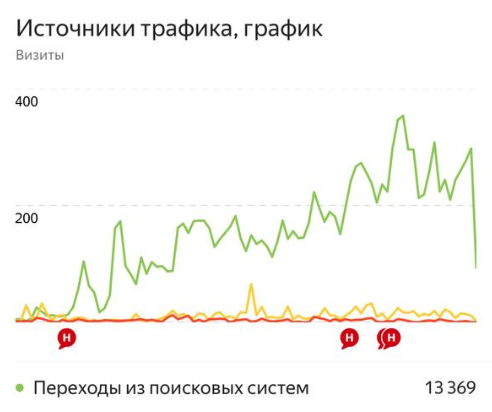 Источники трафика, график
Визиты
400
200
Н Н Н
Переходы из поисковых систем 13 369